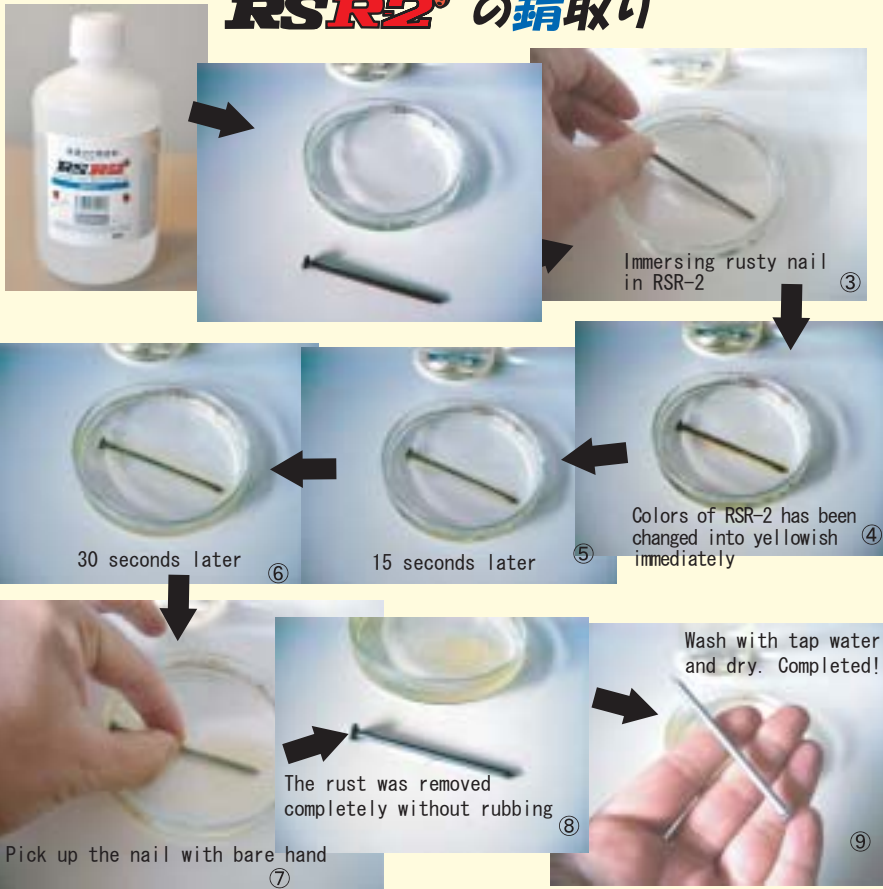 RSR-2® の錆取り
RSR2
Immersing rusty nail
in RSR-2
③
Colors of RSR-2 has been
changed into yellowish
immediately
④
15 seconds later
⑤
30 seconds later
⑥
Pick up the nail with bare hand
⑦
The rust was removed
completely without rubbing
⑧
Wash with tap water
and dry. Completed!
⑨